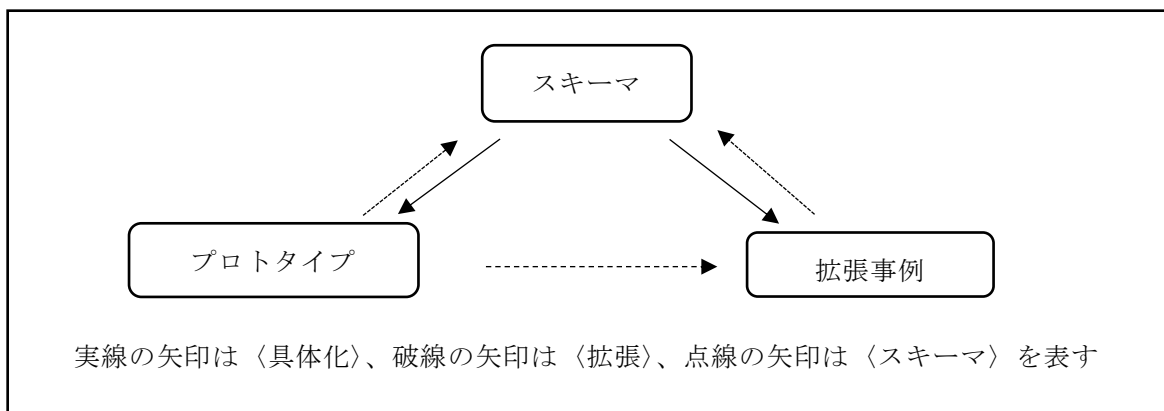 スキーマ
プロトタイプ
拡張事例
実線の矢印は〈具体化〉、破線の矢印は〈拡張〉、点線の矢印は〈スキーマ〉を表す